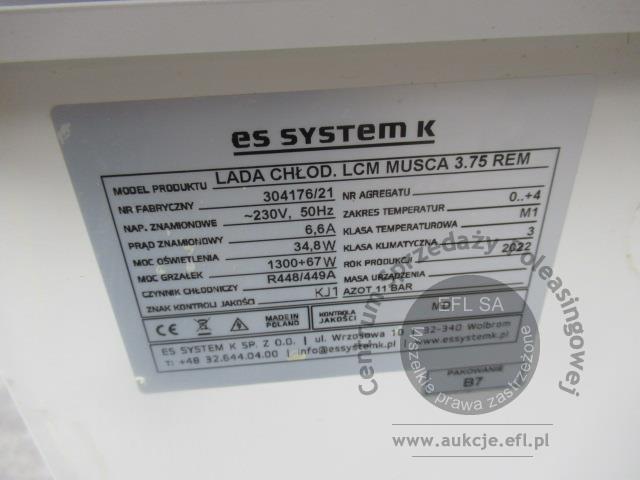 es system k
MODEL PRODUKTU LADA CHŁOD. LCM MUSCA 3.75 REM
NR FABRYCZNY 304176/21 NR AGREGATU
NAP. ZNAMIONOWE ~230V, 50Hz ZAKRES TEMPERATUR 0..+4
PRĄD ZNAMIONOWY 6,6A KLASA TEMPERATUROWA M1
MOC OŚWIETLENIA 34,8W KLASA KLIMATYCZNA 3
MOC GRZAŁEK 1300+67W ROK PRODUKCJI 2022
CZYNNIK CHŁODNICZY R448/449A MASA URZĄDZENIA
ZNAK KONTROLI JAKOŚCI KJ1 AZOT 11 BAR
CE MADE IN POLAND KONTROLA JAKOŚCI MD
ES SYSTEM K SP. Z O.O. | ul. Wrzosowa 10 32-340 Wolbrom
T: +48 32.644.04.00 | info@essystemk.pl www.essystemk.pl
PAKOWANIE
B7
Centrum sprzedaży poleasingowej
EFL SA
Wszelkie prawa zastrzeżone
www.aukcje.efl.pl